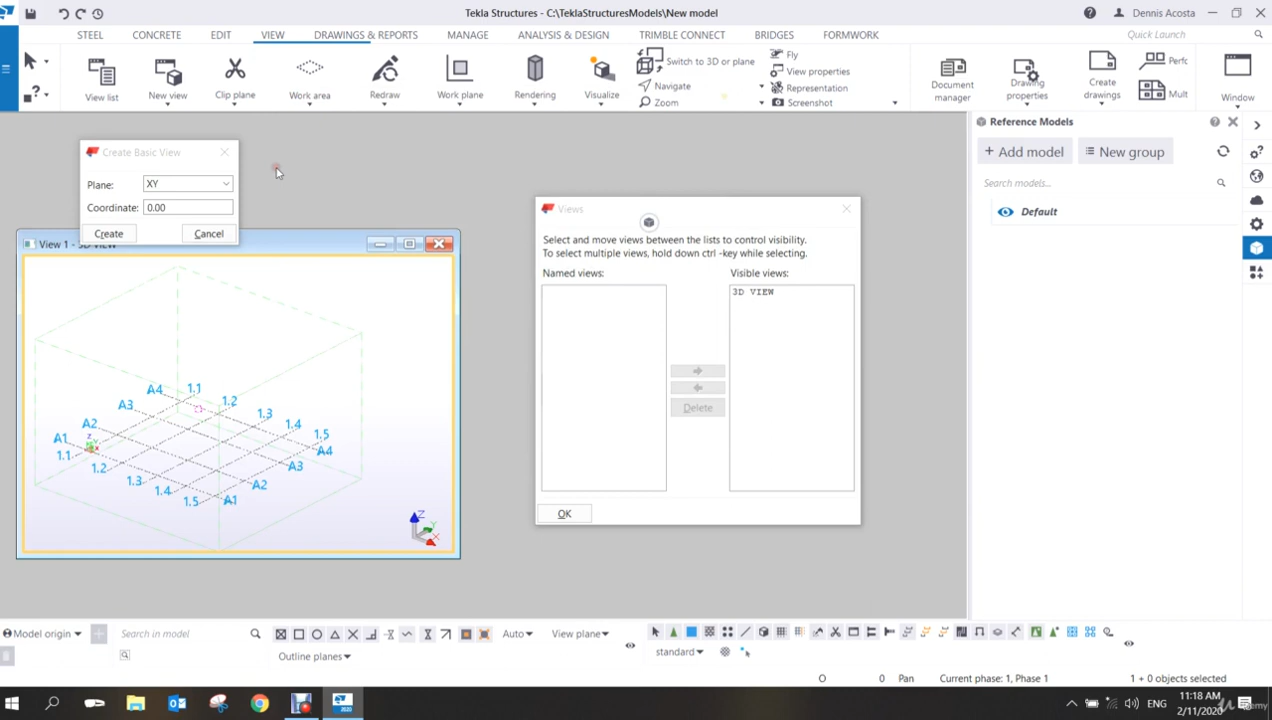 Tekla Structures - C:\TeklaStructuresModels\New model
Dennis Acosta
STEEL CONCRETE EDIT VIEW DRAWINGS & REPORTS MANAGE ANALYSIS & DESIGN TRIMBLE CONNECT BRIDGES FORMWORK Quick Launch
View list
New view
Clip plane
Work area
Redraw
Work plane
Rendering
Visualize
Switch to 3D or plane
Navigate
Zoom
Fly
View properties
Representation
Screenshot
Document
manager
Drawing
properties
Create
drawings
Perfo
Mult
Window
Create Basic View
Plane: XY
Coordinate: 0.00
Create Cancel
View 1 - 3D VIEW
A4 1.1
A3 1.2
A2 1.3
A1 1.4
1.1 1.5
1.2 A4
1.3 A3
1.4 A2
1.5 A1
Z
Z
Y
X
Views
Select and move views between the lists to control visibility.
To select multiple views, hold down ctrl -key while selecting.
Named views: Visible views:
3D VIEW
Delete
OK
Reference Models
+ Add model New group
Search models...
Default
Model origin
Search in model
Auto
View plane
Outline planes
standard
O 0 Pan Current phase: 1, Phase 1 1 + 0 objects selected
2020
ENG
11:18 AM
2/11/2020
Udemy